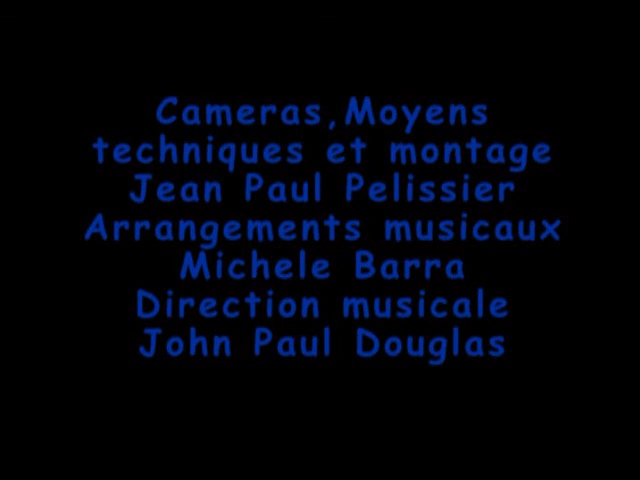 Cameras,Moyens
techniques et montage
Jean Paul Pelissier
Arrangements musicaux
Michele Barra
Direction musicale
John Paul Douglas